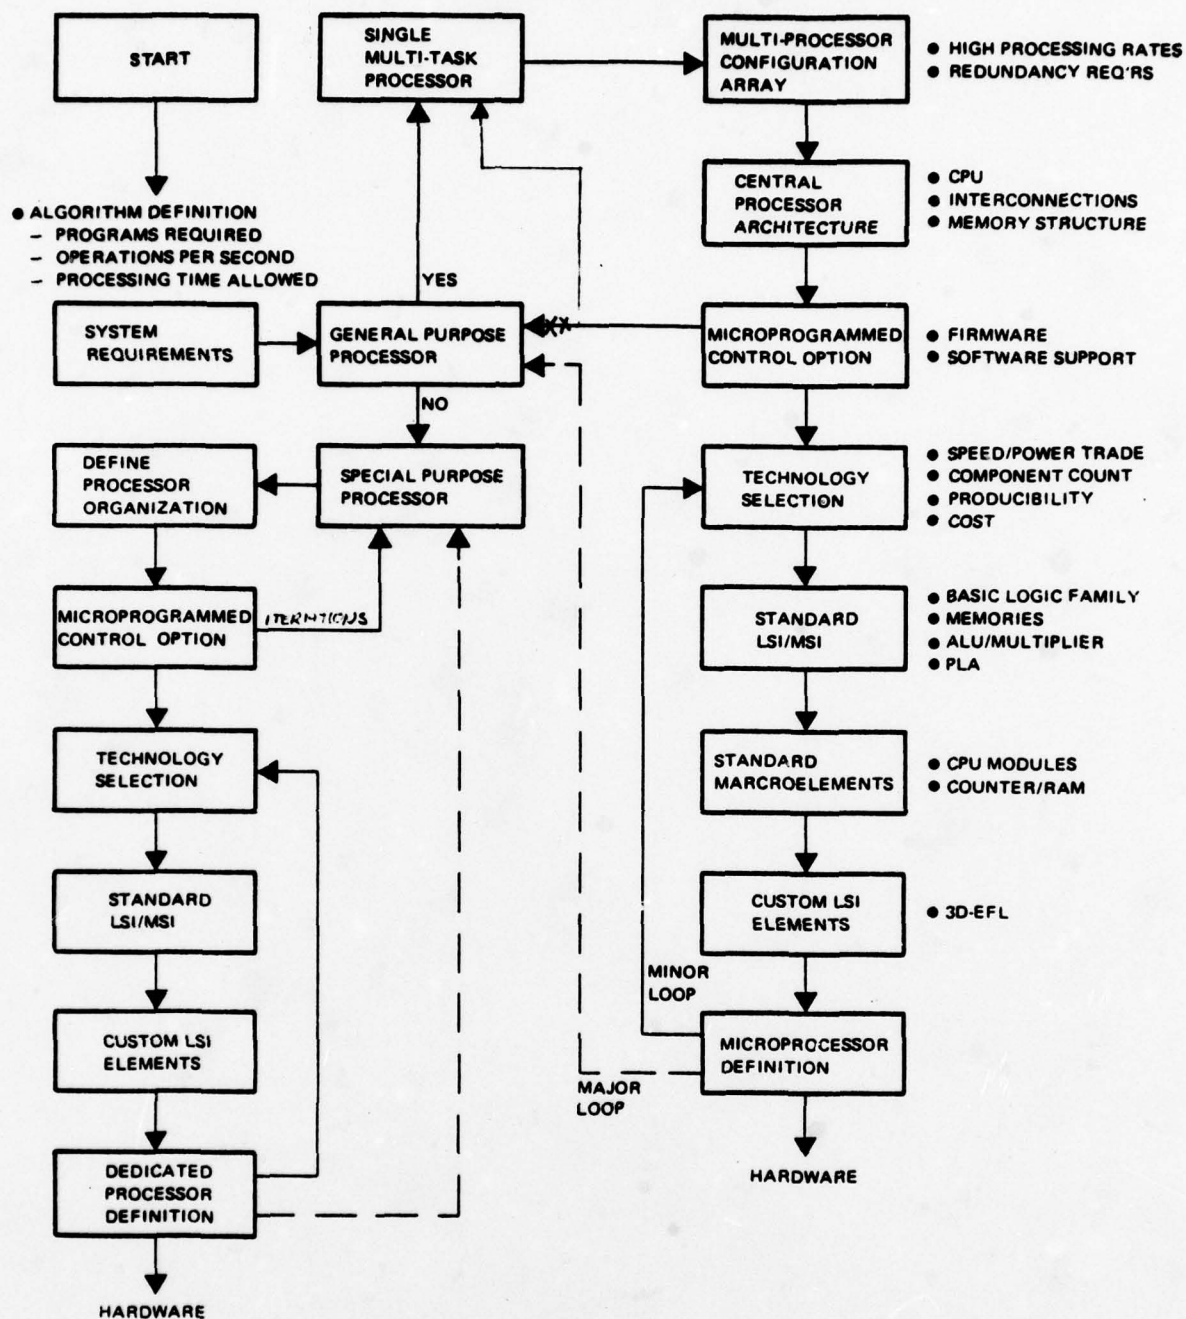 START
● ALGORITHM DEFINITION
– PROGRAMS REQUIRED
– OPERATIONS PER SECOND
– PROCESSING TIME ALLOWED
SYSTEM
REQUIREMENTS
SINGLE
MULTI-TASK
PROCESSOR
YES
GENERAL PURPOSE
PROCESSOR
NO
SPECIAL PURPOSE
PROCESSOR
DEFINE
PROCESSOR
ORGANIZATION
MICROPROGRAMMED
CONTROL OPTION
ITERATIONS
TECHNOLOGY
SELECTION
STANDARD
LSI/MSI
CUSTOM LSI
ELEMENTS
DEDICATED
PROCESSOR
DEFINITION
HARDWARE
MULTI-PROCESSOR
CONFIGURATION
ARRAY
● HIGH PROCESSING RATES
● REDUNDANCY REQ'RS
CENTRAL
PROCESSOR
ARCHITECTURE
● CPU
● INTERCONNECTIONS
● MEMORY STRUCTURE
XX
MICROPROGRAMMED
CONTROL OPTION
● FIRMWARE
● SOFTWARE SUPPORT
TECHNOLOGY
SELECTION
● SPEED/POWER TRADE
● COMPONENT COUNT
● PRODUCIBILITY
● COST
STANDARD
LSI/MSI
● BASIC LOGIC FAMILY
● MEMORIES
● ALU/MULTIPLIER
● PLA
STANDARD
MARCROELEMENTS
● CPU MODULES
● COUNTER/RAM
CUSTOM LSI
ELEMENTS
● 3D-EFL
MINOR
LOOP
MICROPROCESSOR
DEFINITION
MAJOR
LOOP
HARDWARE